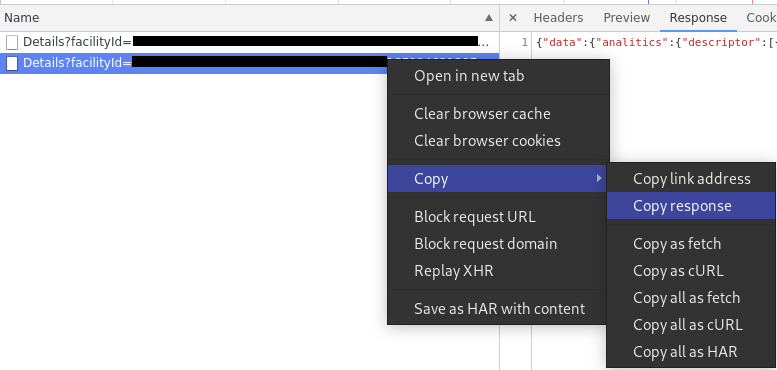 Name
Headers Preview Response Cook
Details?facilityId= ...
1 {"data":{"analitics":{"descriptor":[
Details?facilityId=
Open in new tab
Clear browser cache
Clear browser cookies
Copy
Copy link address
Copy response
Block request URL
Block request domain
Copy as fetch
Replay XHR
Copy as cURL
Copy all as fetch
Save as HAR with content
Copy all as cURL
Copy all as HAR